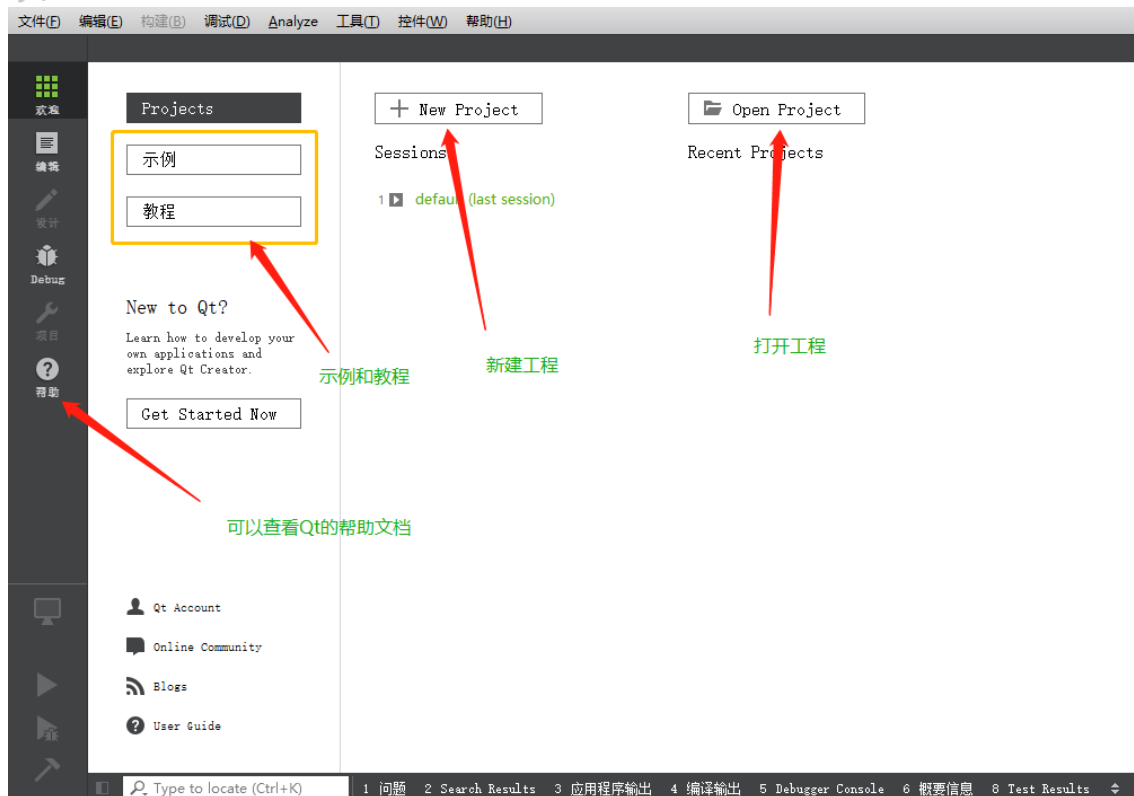 文件(F) 编辑(E) 构建(B) 调试(D) Analyze 工具(T) 控件(W) 帮助(H)
欢迎
编辑
设计
Debug
项目
帮助
Projects
示例
教程
New to Qt?
Learn how to develop your
own applications and
explore Qt Creator.
Get Started Now
Qt Account
Online Community
Blogs
User Guide
New Project
Sessions
1 default (last session)
Open Project
Recent Projects
示例和教程
新建工程
打开工程
可以查看Qt的帮助文档
Type to locate (Ctrl+K) 1 问题 2 Search Results 3 应用程序输出 4 编译输出 5 Debugger Console 6 概要信息 8 Test Results